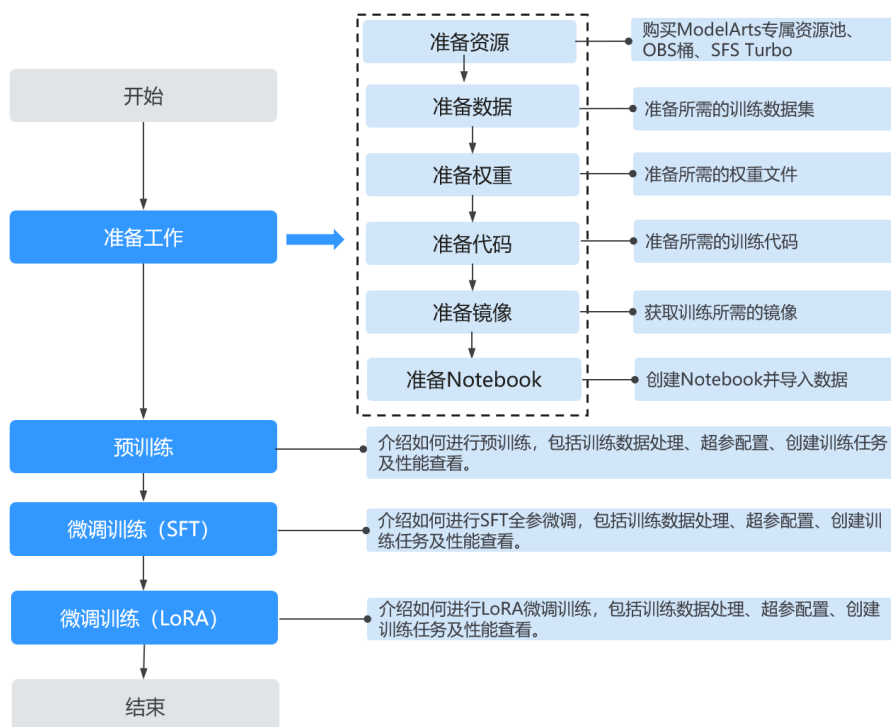 准备资源
购买ModelArts专属资源池、
OBS桶、SFS Turbo
开始
准备数据
准备所需的训练数据集
准备权重
准备所需的权重文件
准备工作
准备代码
准备所需的训练代码
准备镜像
获取训练所需的镜像
准备Notebook
创建Notebook并导入数据
预训练
介绍如何进行预训练，包括训练数据处理、超参配置、创建训练任务
及性能查看。
微调训练（SFT）
介绍如何进行SFT全参微调，包括训练数据处理、超参配置、创建训
练任务及性能查看。
微调训练（LoRA）
介绍如何进行LoRA微调训练，包括训练数据处理、超参配置、创建
训练任务及性能查看。
结束